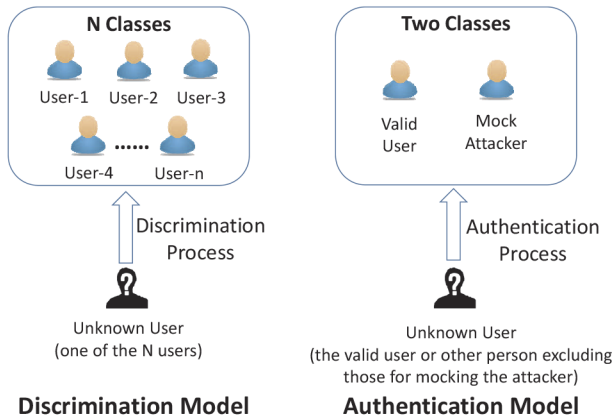 N Classes
User-1 User-2 User-3
......
User-4 User-n
Discrimination
Process
Unknown User
(one of the N users)
Discrimination Model
Two Classes
Valid
User
Mock
Attacker
Authentication
Process
Unknown User
(the valid user or other person excluding
those for mocking the attacker)
Authentication Model